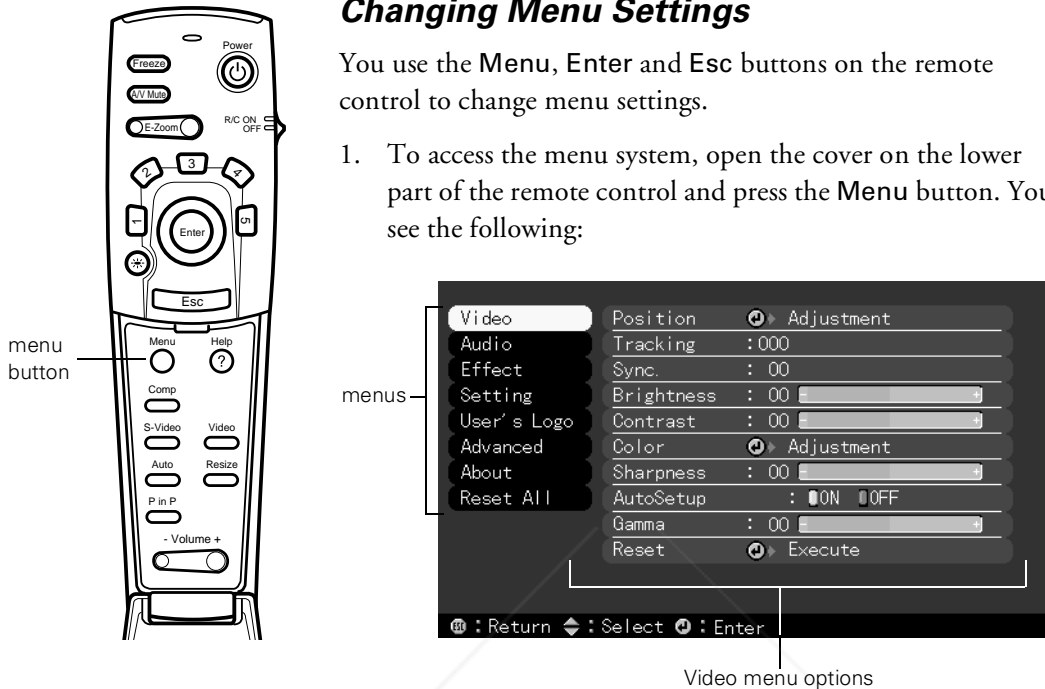 Changing Menu Settings
You use the Menu, Enter and Esc buttons on the remote
control to change menu settings.
1. To access the menu system, open the cover on the lower
part of the remote control and press the Menu button. You
see the following:
Power
Freeze
A/V Mute
E-Zoom
R/C ON
OFF
3
2
4
1
5
Enter
Esc
menu
button
Menu
Help
?
Comp
S-Video
Video
Auto
Resize
P in P
- Volume +
menus
Video
Audio
Effect
Setting
User's Logo
Advanced
About
Reset All
Position Adjustment
Tracking :000
Sync. : 00
Brightness : 00 - +
Contrast : 00 - +
Color Adjustment
Sharpness : 00 - +
AutoSetup : ON OFF
Gamma : 00 - +
Reset Execute
ESC :Return :Select :Enter
Video menu options